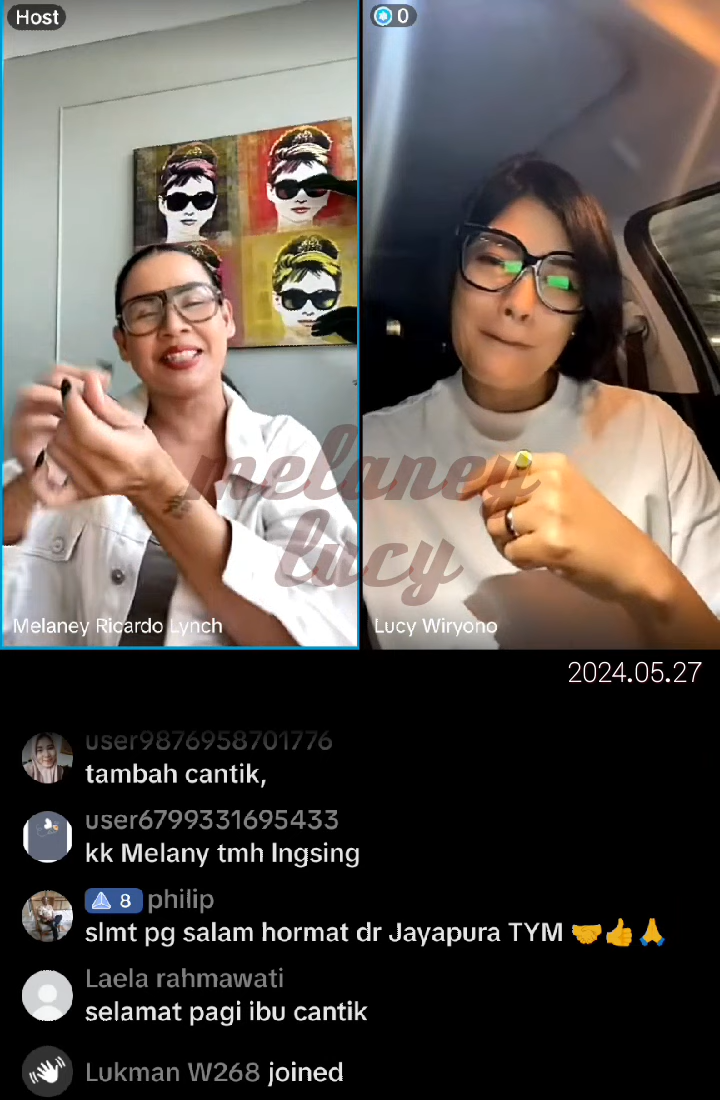 Host
0
melaney
lucy
Melaney Ricardo Lynch
Lucy Wiryono
2024.05.27
user9876958701776
tambah cantik,
user6799331695433
kk Melany tmh lngsing
8 philip
slmt pg salam hormat dr Jayapura TYM 🤝👍🙏
Laela rahmawati
selamat pagi ibu cantik
Lukman W268 joined